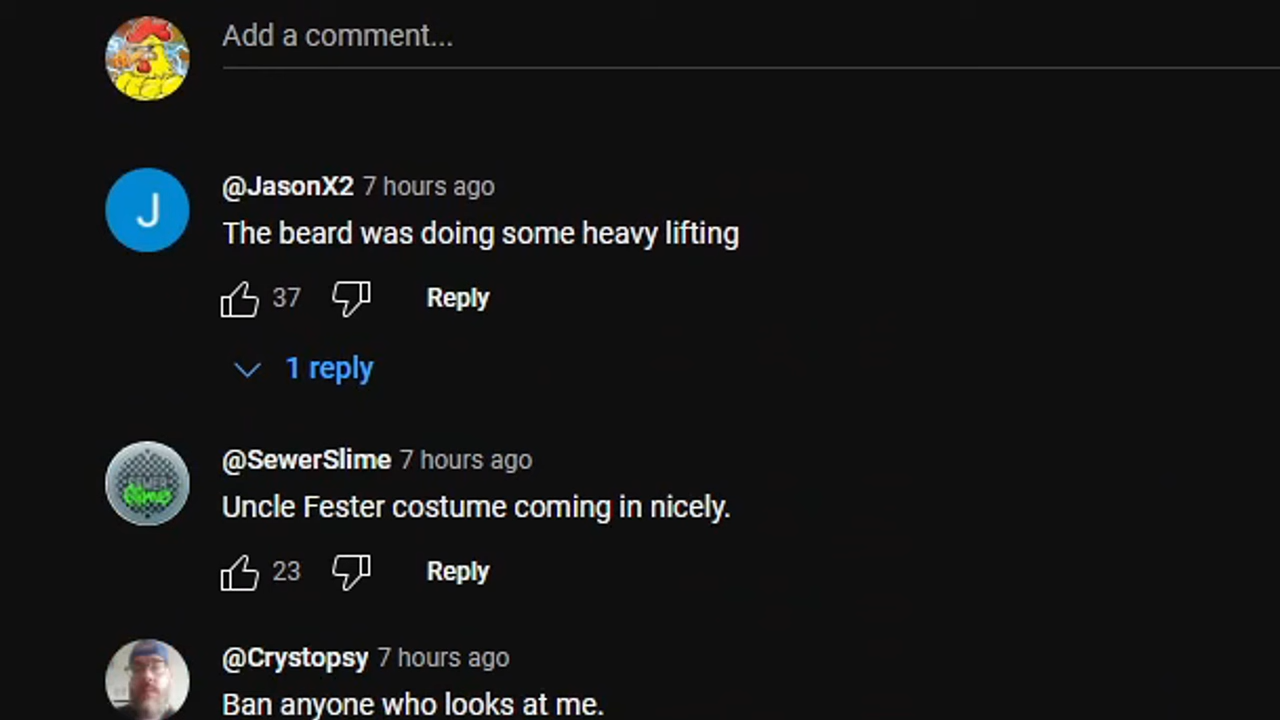 Add a comment...
@JasonX2 7 hours ago
J
The beard was doing some heavy lifting
37 Reply
1 reply
@SewerSlime 7 hours ago
SEWER
Slime
Uncle Fester costume coming in nicely.
23 Reply
@Crystopsy 7 hours ago
Ban anyone who looks at me.